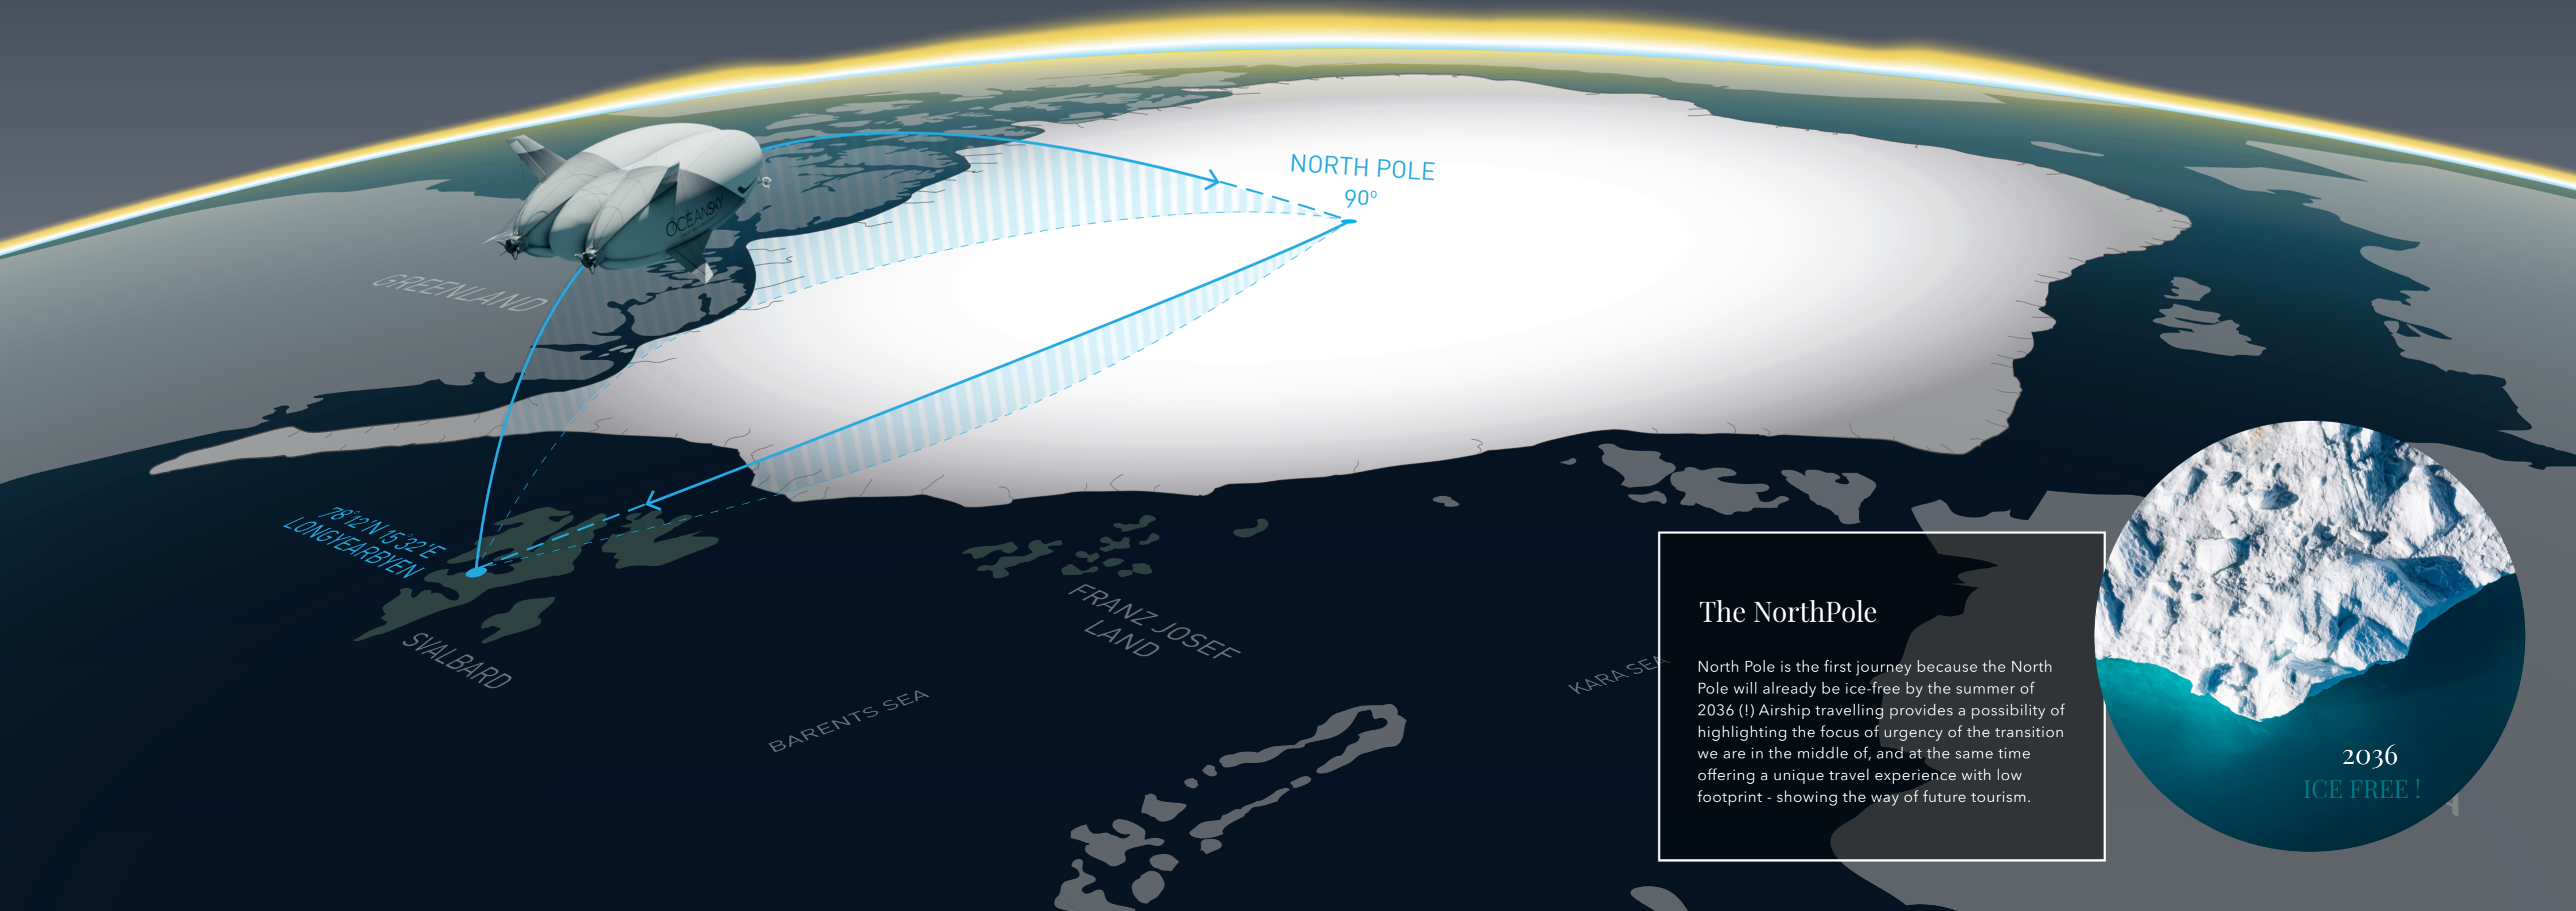 NORTH POLE
90º
OCEANSKY
GREENLAND
78°12'N 15°32'E
LONGYEARBYEN
SVALBARD
FRANZ JOSEF
LAND
BARENTS SEA
KARA SEA
The NorthPole
North Pole is the first journey because the North
Pole will already be ice-free by the summer of
2036 (!) Airship travelling provides a possibility of
highlighting the focus of urgency of the transition
we are in the middle of, and at the same time
offering a unique travel experience with low
footprint - showing the way of future tourism.
2036
ICE FREE !